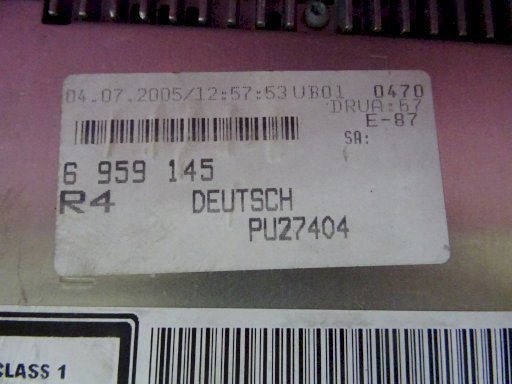 04.07.2005/12:57:53 UB01 0470
DRUA:67
E-87
SA:
6 959 145
R4 DEUTSCH
PU27404
CLASS 1